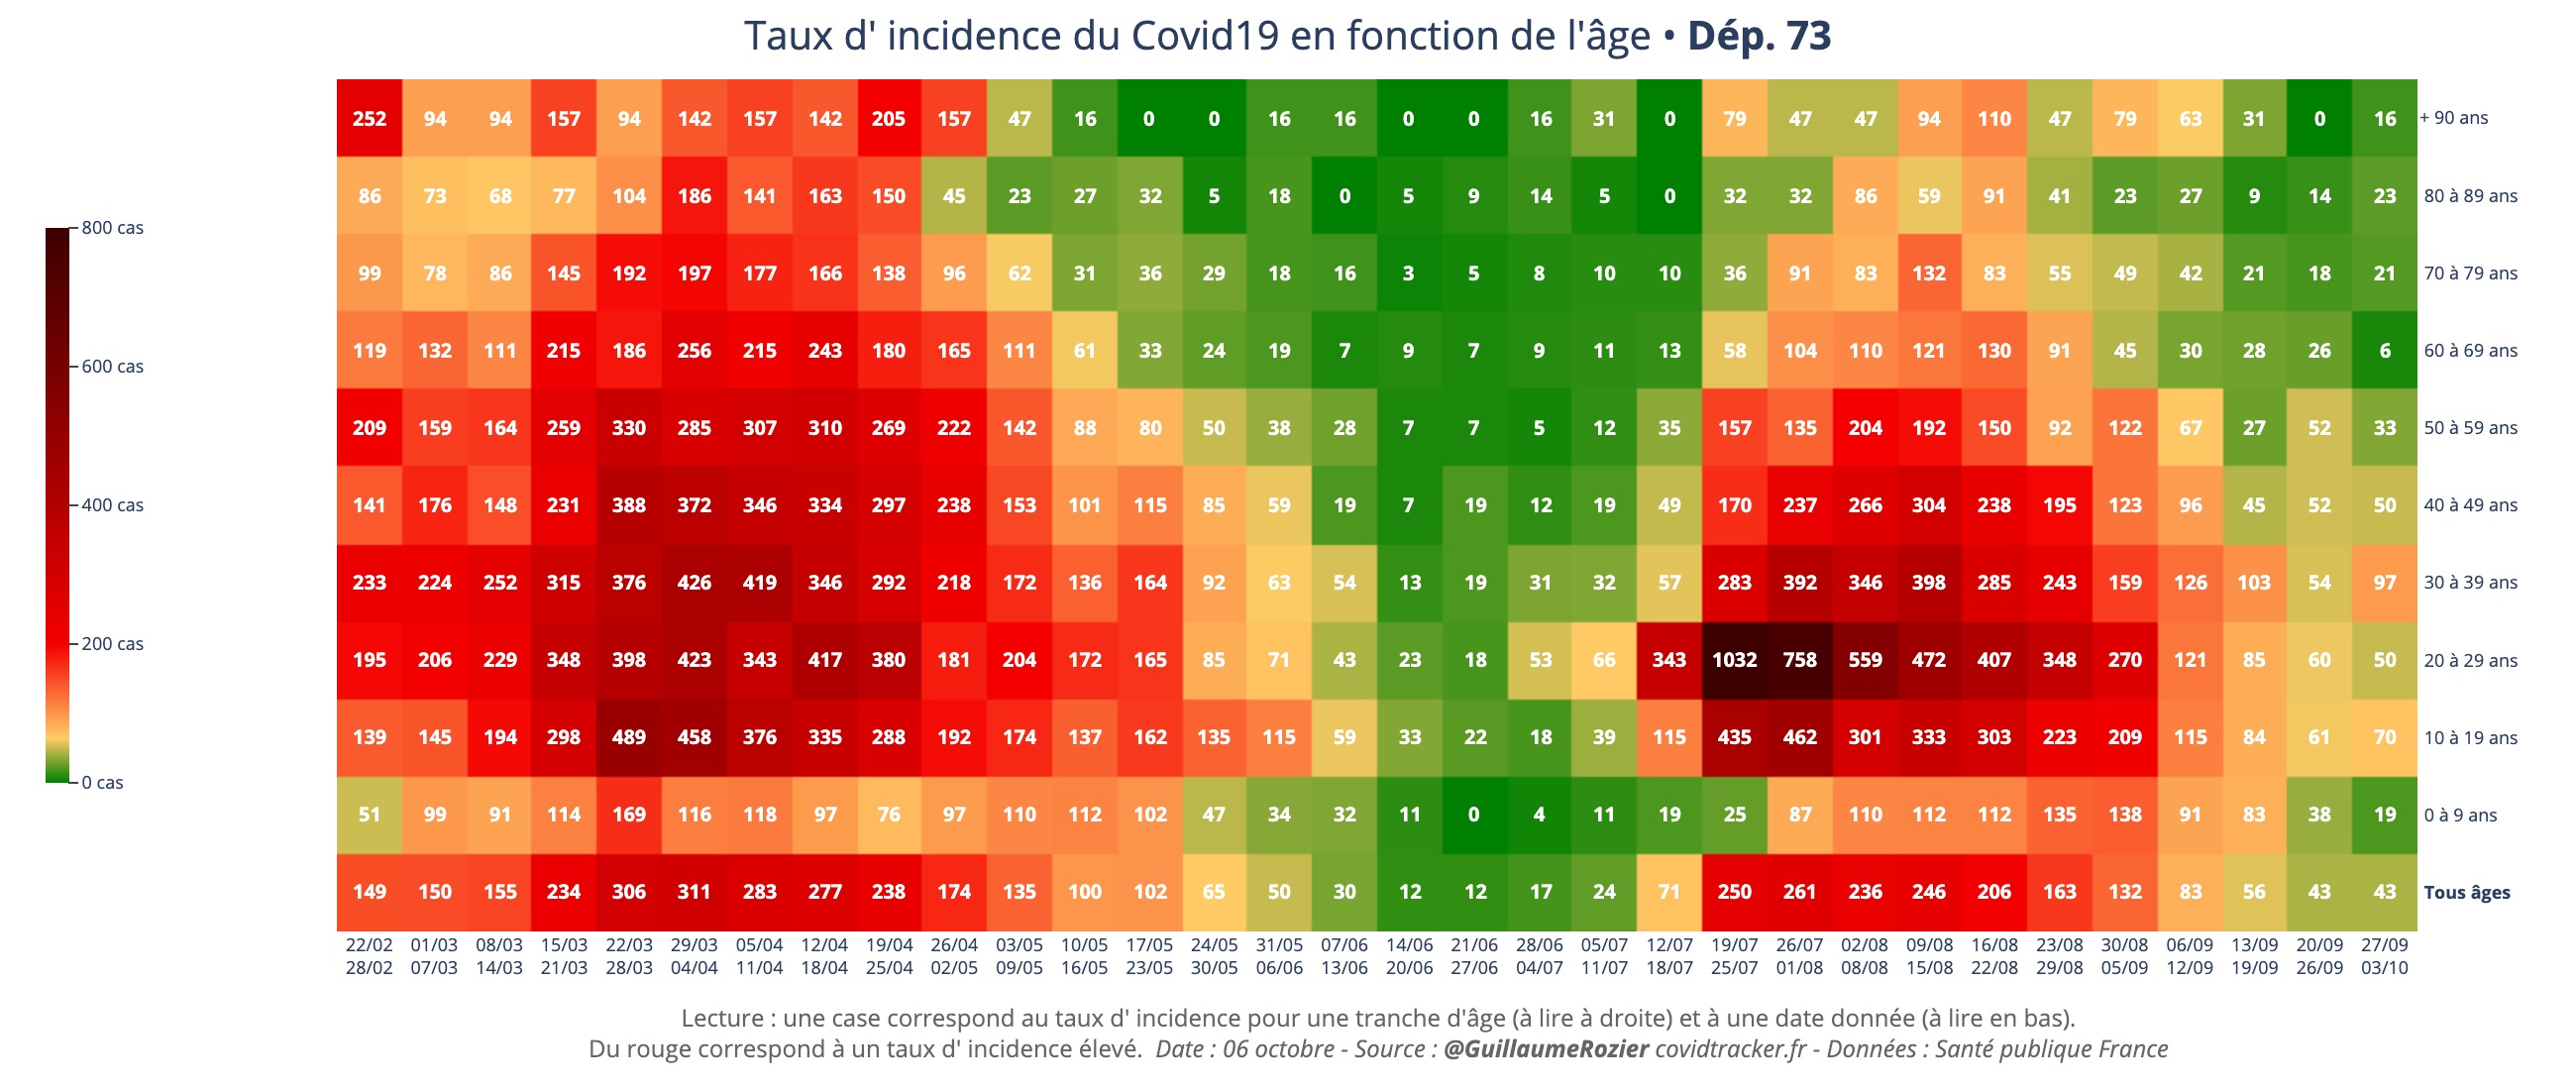 Taux d' incidence du Covid19 en fonction de l'âge • Dép. 73
800 cas
600 cas
400 cas
200 cas
0 cas
252 94 94 157 94 142 157 142 205 157 47 16 0 0 16 16 0 0 16 31 0 79 47 47 94 110 47 79 63 31 0 16 + 90 ans
86 73 68 77 104 186 141 163 150 45 23 27 32 5 18 0 5 9 14 5 0 32 32 86 59 91 41 23 27 9 14 23 80 à 89 ans
99 78 86 145 192 197 177 166 138 96 62 31 36 29 18 16 3 5 8 10 10 36 91 83 132 83 55 49 42 21 18 21 70 à 79 ans
119 132 111 215 186 256 215 243 180 165 111 61 33 24 19 7 9 7 9 11 13 58 104 110 121 130 91 45 30 28 26 6 60 à 69 ans
209 159 164 259 330 285 307 310 269 222 142 88 80 50 38 28 7 7 5 12 35 157 135 204 192 150 92 122 67 27 52 33 50 à 59 ans
141 176 148 231 388 372 346 334 297 238 153 101 115 85 59 19 7 19 12 19 49 170 237 266 304 238 195 123 96 45 52 50 40 à 49 ans
233 224 252 315 376 426 419 346 292 218 172 136 164 92 63 54 13 19 31 32 57 283 392 346 398 285 243 159 126 103 54 97 30 à 39 ans
195 206 229 348 398 423 343 417 380 181 204 172 165 85 71 43 23 18 53 66 343 1032 758 559 472 407 348 270 121 85 60 50 20 à 29 ans
139 145 194 298 489 458 376 335 288 192 174 137 162 135 115 59 33 22 18 39 115 435 462 301 333 303 223 209 115 84 61 70 10 à 19 ans
51 99 91 114 169 116 118 97 76 97 110 112 102 47 34 32 11 0 4 11 19 25 87 110 112 112 135 138 91 83 38 19 0 à 9 ans
149 150 155 234 306 311 283 277 238 174 135 100 102 65 50 30 12 12 17 24 71 250 261 236 246 206 163 132 83 56 43 43 Tous âges
22/02 01/03 08/03 15/03 22/03 29/03 05/04 12/04 19/04 26/04 03/05 10/05 17/05 24/05 31/05 07/06 14/06 21/06 28/06 05/07 12/07 19/07 26/07 02/08 09/08 16/08 23/08 30/08 06/09 13/09 20/09 27/09
28/02 07/03 14/03 21/03 28/03 04/04 11/04 18/04 25/04 02/05 09/05 16/05 23/05 30/05 06/06 13/06 20/06 27/06 04/07 11/07 18/07 25/07 01/08 08/08 15/08 22/08 29/08 05/09 12/09 19/09 26/09 03/10
Lecture : une case correspond au taux d' incidence pour une tranche d'âge (à lire à droite) et à une date donnée (à lire en bas).
Du rouge correspond à un taux d' incidence élevé. Date : 06 octobre - Source : @GuillaumeRozier covidtracker.fr - Données : Santé publique France